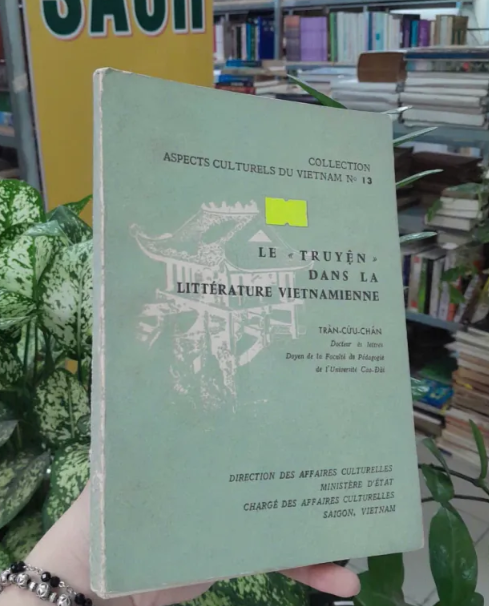 SÁCH
COLLECTION
ASPECTS CULTURELS DU VIETNAM No 13
LE « TRUYỆN »
DANS LA
LITTÉRATURE VIETNAMIENNE
TRẦN-CỬU-CHẤN
Docteur ès lettres
Doyen de la Faculté de Pédagogie
de l'Université Cao-Đài
DIRECTION DES AFFAIRES CULTURELLES
MINISTÈRE D'ÉTAT
CHARGÉ DES AFFAIRES CULTURELLES
SAIGON, VIETNAM